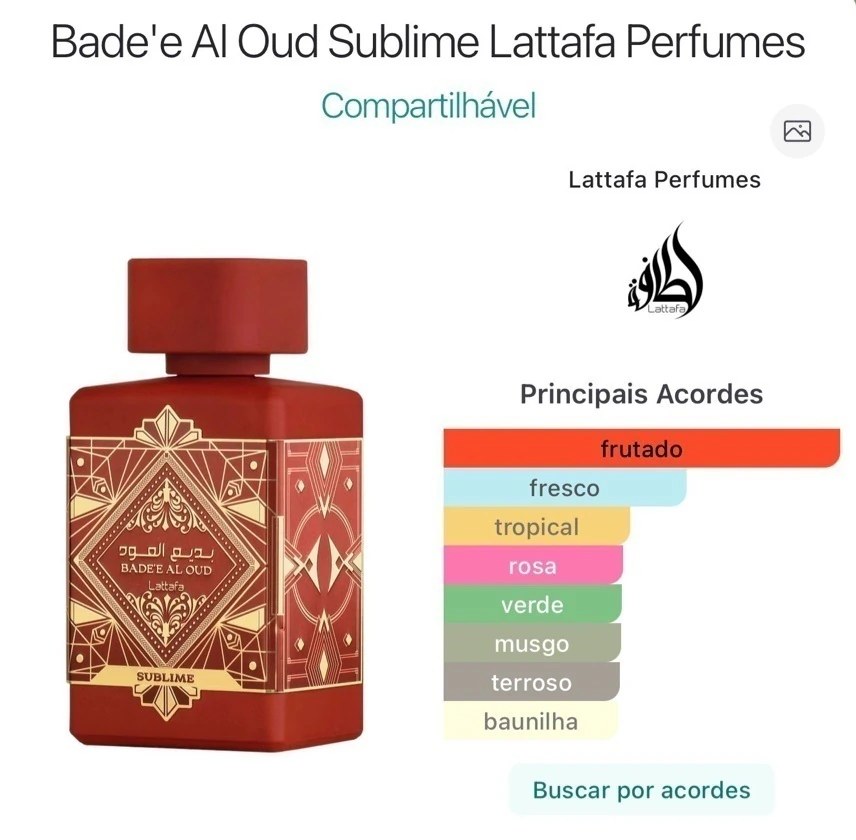 Bade'e Al Oud Sublime Lattafa Perfumes
Compartilhável
Lattafa Perfumes
لطافة
Lattafa
بديع العود
BADE'E AL OUD
Lattafa
SUBLIME
Principais Acordes
frutado
fresco
tropical
rosa
verde
musgo
terroso
baunilha
Buscar por acordes